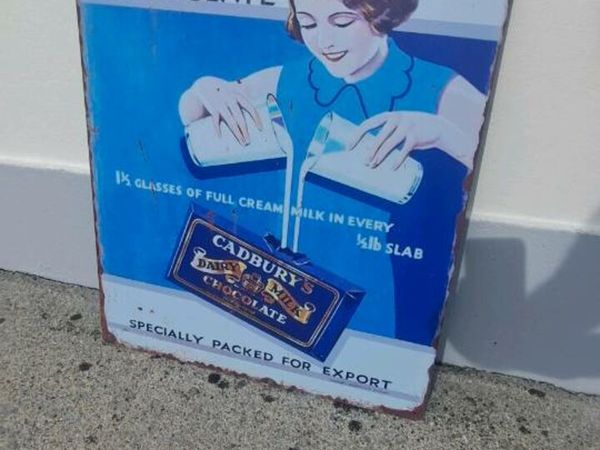 1½ GLASSES OF FULL CREAM MILK IN EVERY
½lb SLAB
CADBURY'S
DAIRY MILK
CHOCOLATE
SPECIALLY PACKED FOR EXPORT